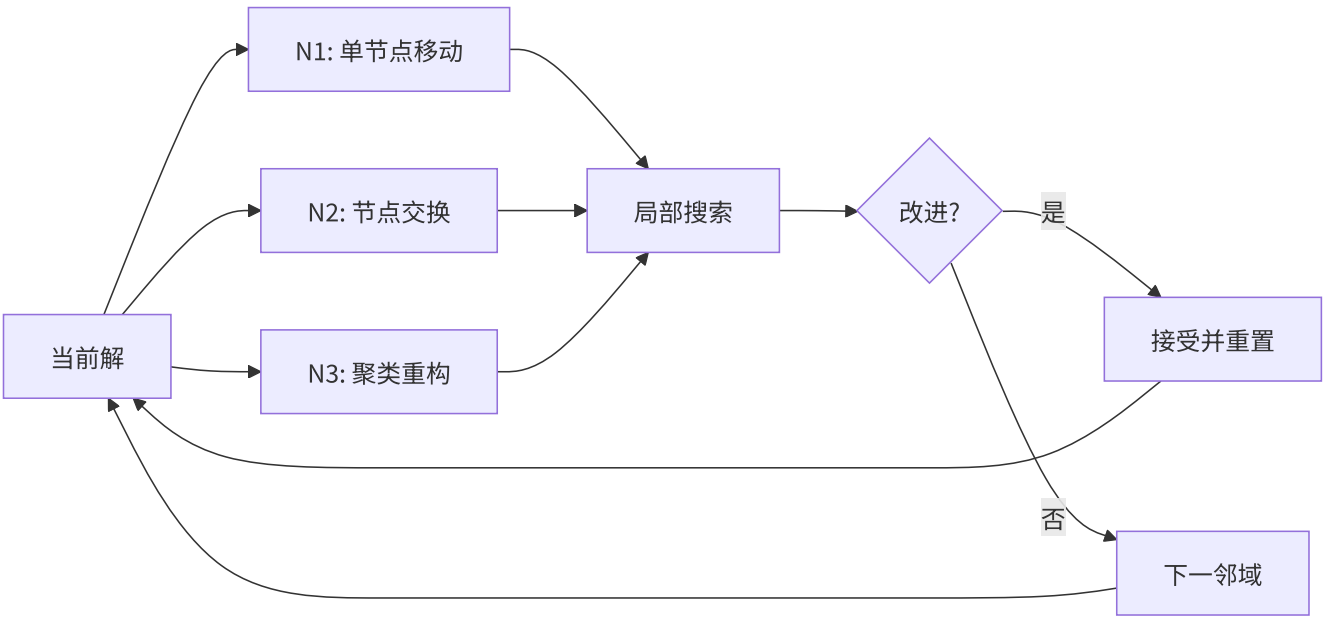 N1: 单节点移动
N2: 节点交换
局部搜索
改进?
是
当前解
N3: 聚类重构
接受并重置
否
下一邻域